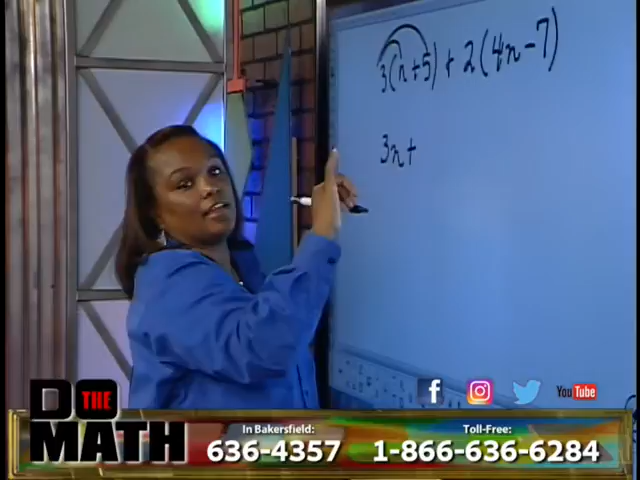 3(n+5) + 2(4n-7)
3n+
DO THE MATH
In Bakersfield: 636-4357
Toll-Free: 1-866-636-6284
f
YouTube